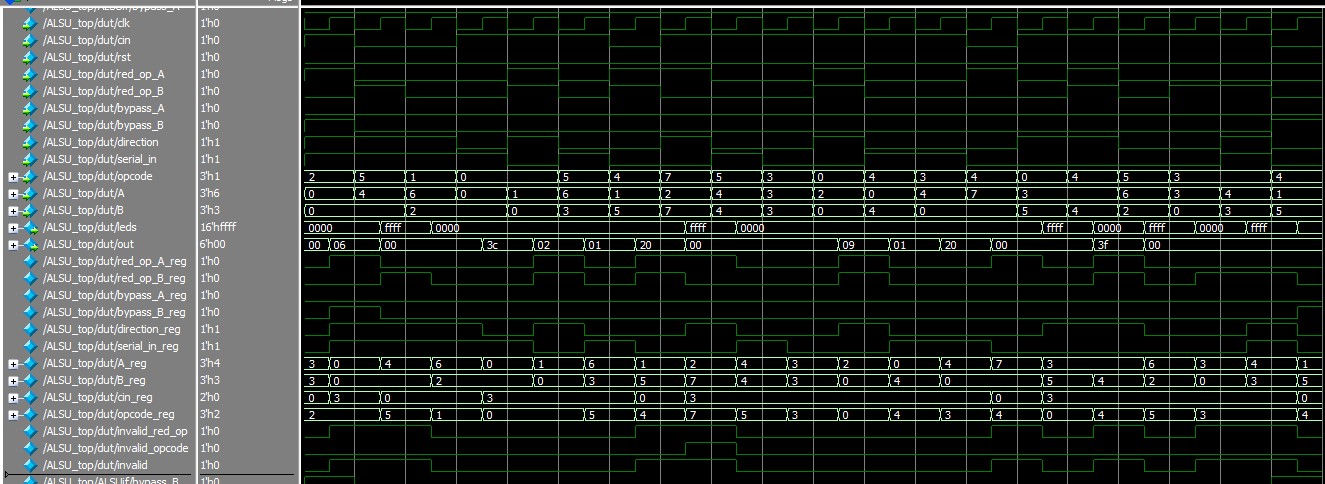 Msgs
/ALSU_top/ALSUif/bypass_A 1'h0
/ALSU_top/dut/clk 1'h0
/ALSU_top/dut/cin 1'h0
/ALSU_top/dut/rst 1'h0
/ALSU_top/dut/red_op_A 1'h0
/ALSU_top/dut/red_op_B 1'h0
/ALSU_top/dut/bypass_A 1'h0
/ALSU_top/dut/bypass_B 1'h0
/ALSU_top/dut/direction 1'h1
/ALSU_top/dut/serial_in 1'h1
/ALSU_top/dut/opcode 3'h1 2 5 1 0 5 4 7 5 3 0 4 3 4 0 4 5 3 4
/ALSU_top/dut/A 3'h6 0 4 6 0 1 6 1 2 4 3 2 0 4 7 3 6 3 4 1
/ALSU_top/dut/B 3'h3 0 2 0 3 5 7 4 3 0 4 0 5 4 2 0 3 5
/ALSU_top/dut/leds 16'hffff 0000 ffff 0000 ffff 0000 ffff 0000 ffff 0000 ffff
/ALSU_top/dut/out 6'h00 00 06 00 3c 02 01 20 00 09 01 20 00 3f 00
/ALSU_top/dut/red_op_A_reg 1'h0
/ALSU_top/dut/red_op_B_reg 1'h0
/ALSU_top/dut/bypass_A_reg 1'h0
/ALSU_top/dut/bypass_B_reg 1'h0
/ALSU_top/dut/direction_reg 1'h1
/ALSU_top/dut/serial_in_reg 1'h1
/ALSU_top/dut/A_reg 3'h4 3 0 4 6 0 1 6 1 2 4 3 2 0 4 7 3 6 3 4 1
/ALSU_top/dut/B_reg 3'h3 3 0 2 0 3 5 7 4 3 0 4 0 5 4 2 0 3 5
/ALSU_top/dut/cin_reg 2'h0 0 3 0 3 0 3 0 3 0
/ALSU_top/dut/opcode_reg 3'h2 2 5 1 0 5 4 7 5 3 0 4 3 4 0 4 5 3 4
/ALSU_top/dut/invalid_red_op 1'h0
/ALSU_top/dut/invalid_opcode 1'h0
/ALSU_top/dut/invalid 1'h0
/ALSU_top/ALSUif/bypass_B 1'h0